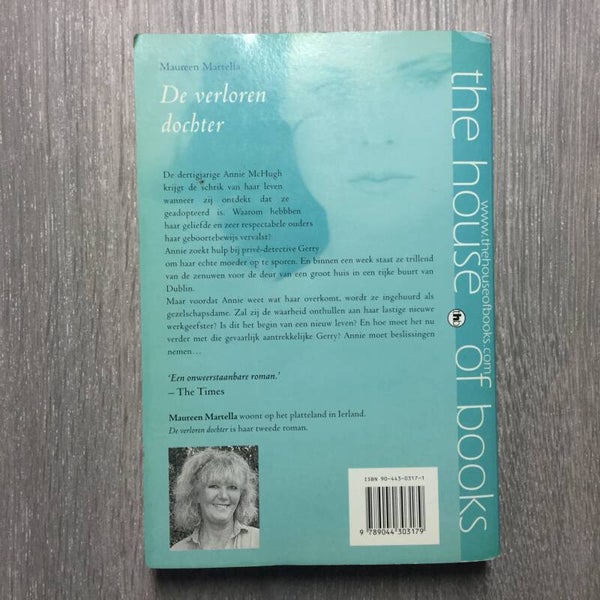 Maureen Martella
De verloren
dochter
De dertigjarige Annie McHugh
krijgt de schrik van haar leven
wanneer zij ontdekt dat ze
geadopteerd is. Waarom hebbben
haar geliefde en zeer respectabele ouders
haar geboortebewijs vervalst?
Annie zoekt hulp bij privé-detective Gerry
om haar echte moeder op te sporen. En binnen een week staat ze trillend
van de zenuwen voor de deur van een groot huis in een rijke buurt van
Dublin.
Maar voordat Annie weet wat haar overkomt, wordt ze ingehuurd als
gezelschapsdame. Zal zij de waarheid onthullen aan haar lastige nieuwe
werkgeefster? Is dit het begin van een nieuw leven? En hoe moet het nu
verder met die gevaarlijk aantrekkelijke Gerry? Annie moet beslissingen
nemen...
'Een onweerstaanbare roman.'
– The Times
Maureen Martella woont op het platteland in Ierland.
De verloren dochter is haar tweede roman.
ISBN 90-443-0317-1
9 789044 303179
the house of books
www.thehouseofbooks.com